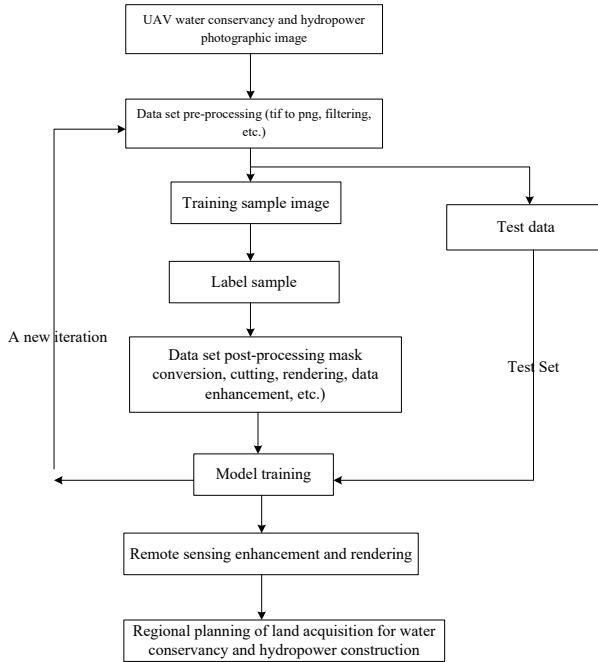 UAV water conservancy and hydropower
photographic image
Data set pre-processing (tif to png, filtering,
etc.)
Training sample image
Test data
Label sample
A new iteration
Data set post-processing mask
conversion, cutting, rendering, data
enhancement, etc.)
Test Set
Model training
Remote sensing enhancement and rendering
Regional planning of land acquisition for water
conservancy and hydropower construction